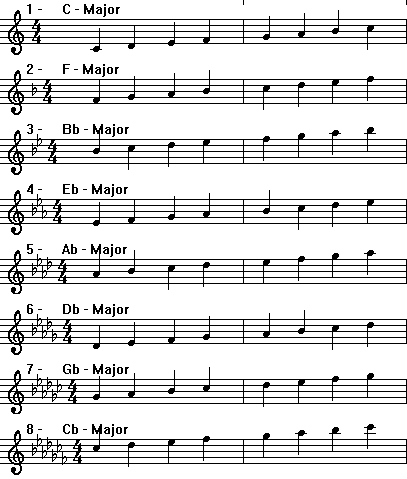 1 - C - Major
4
4
2 - F - Major
4
4
3 - Bb - Major
4
4
4 - Eb - Major
4
4
5 - Ab - Major
4
4
6 - Db - Major
4
4
7 - Gb - Major
4
4
8 - Cb - Major
4
4